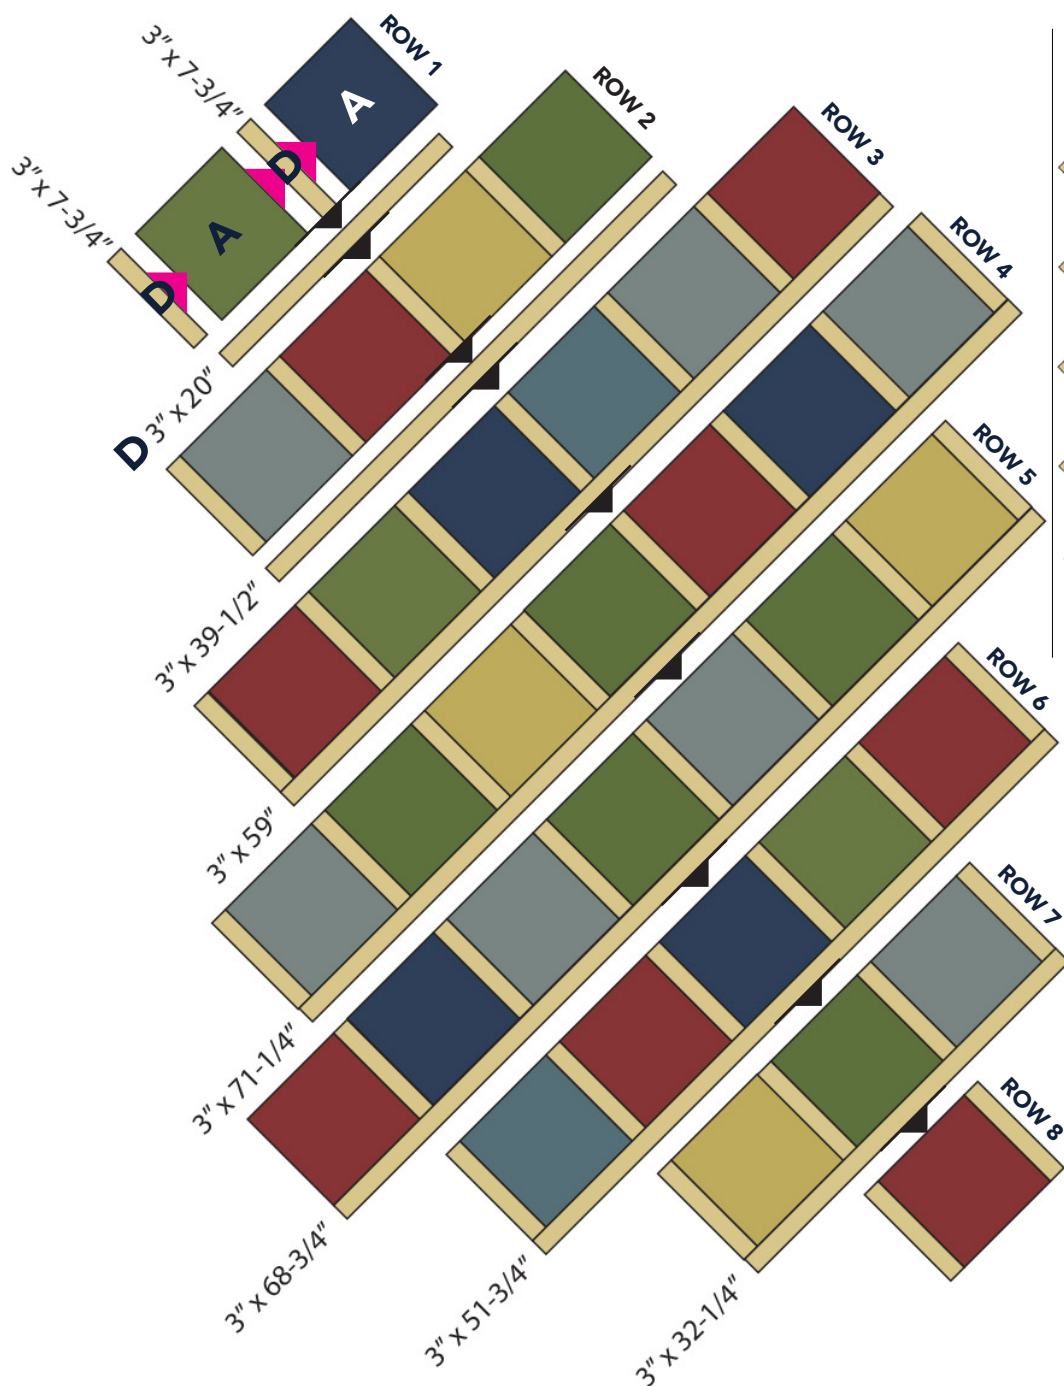 ROW 1
3" x 7-3/4"
A
D
ROW 2
3" x 7-3/4"
A
D
ROW 3
ROW 4
D 3" x 20"
ROW 5
3" x 39-1/2"
ROW 6
3" x 59"
ROW 7
3" x 71-1/4"
ROW 8
3" x 68-3/4"
3" x 51-3/4"
3" x 32-1/4"